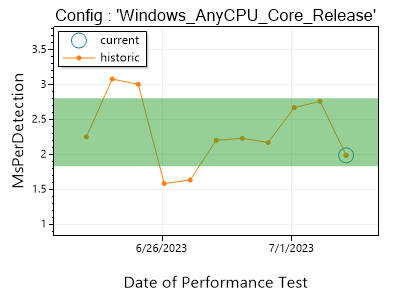 Config : 'Windows_AnyCPU_Core_Release'
current
historic
3.5
3
2.5
2
1.5
1
MsPerDetection
6/26/2023
7/1/2023
Date of Performance Test